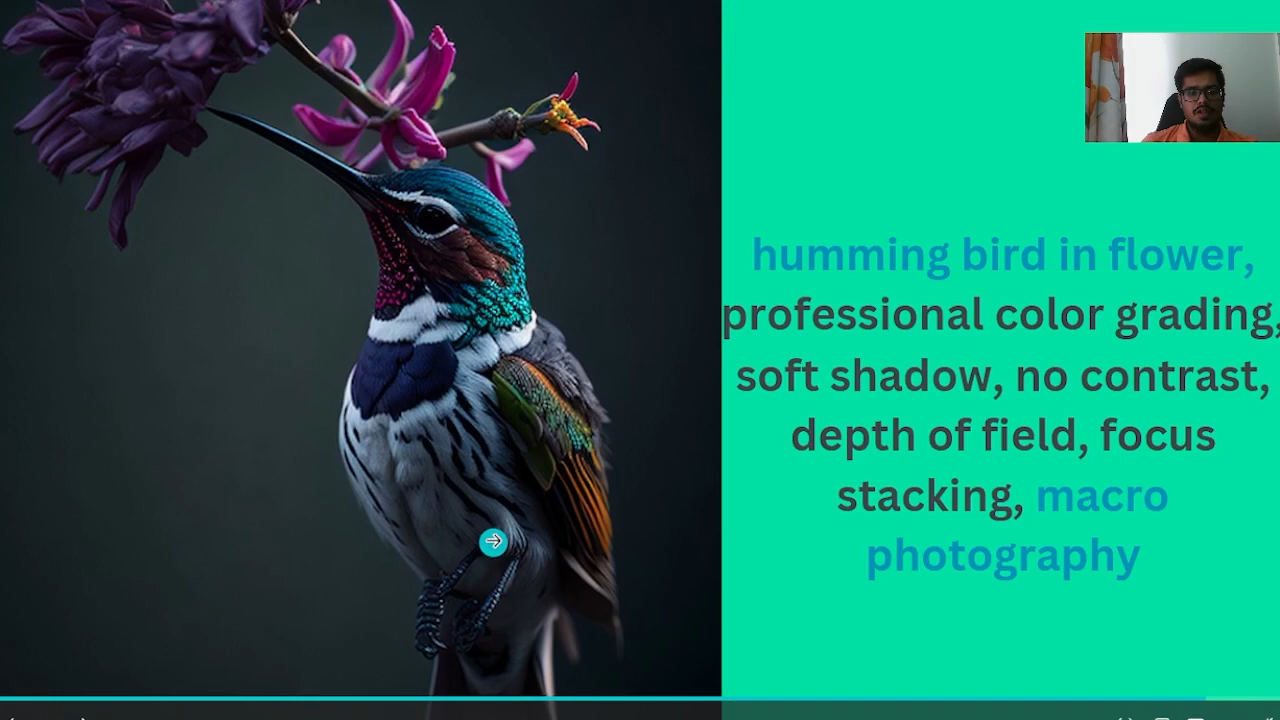 humming bird in flower,
professional color grading,
soft shadow, no contrast,
depth of field, focus
stacking, macro
photography